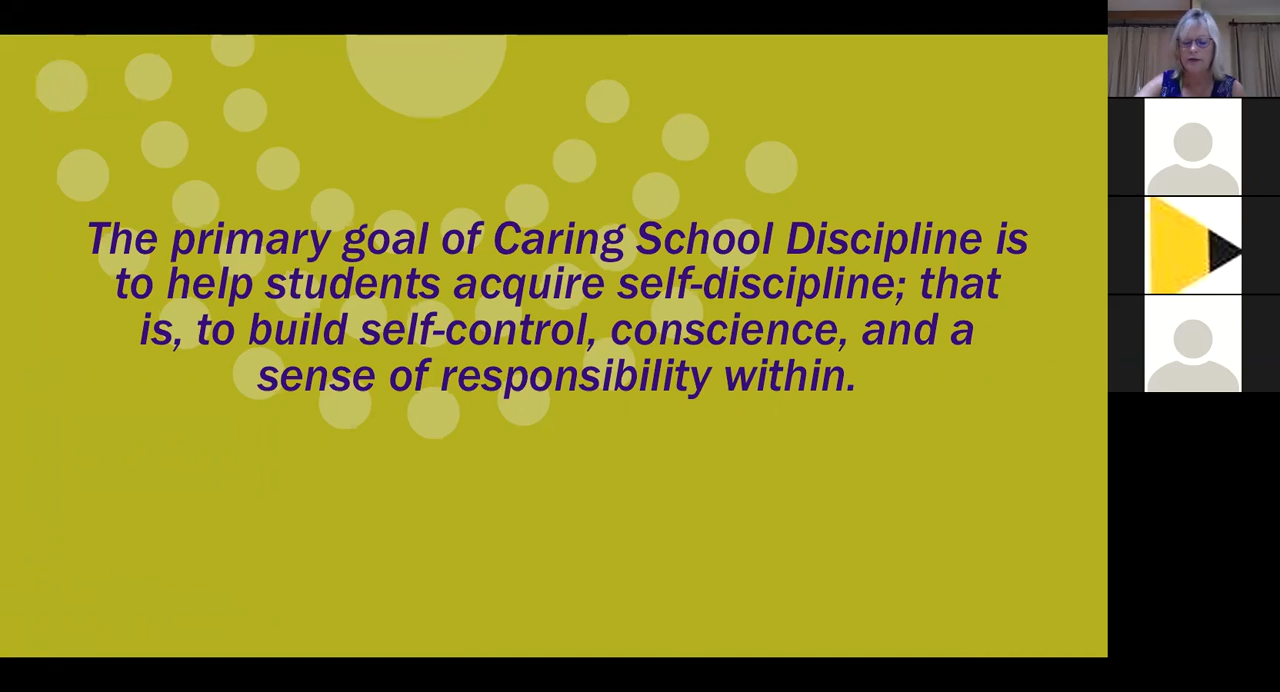 The primary goal of Caring School Discipline is
to help students acquire self-discipline; that
is, to build self-control, conscience, and a
sense of responsibility within.